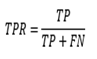 TPR = TP / TP + FN